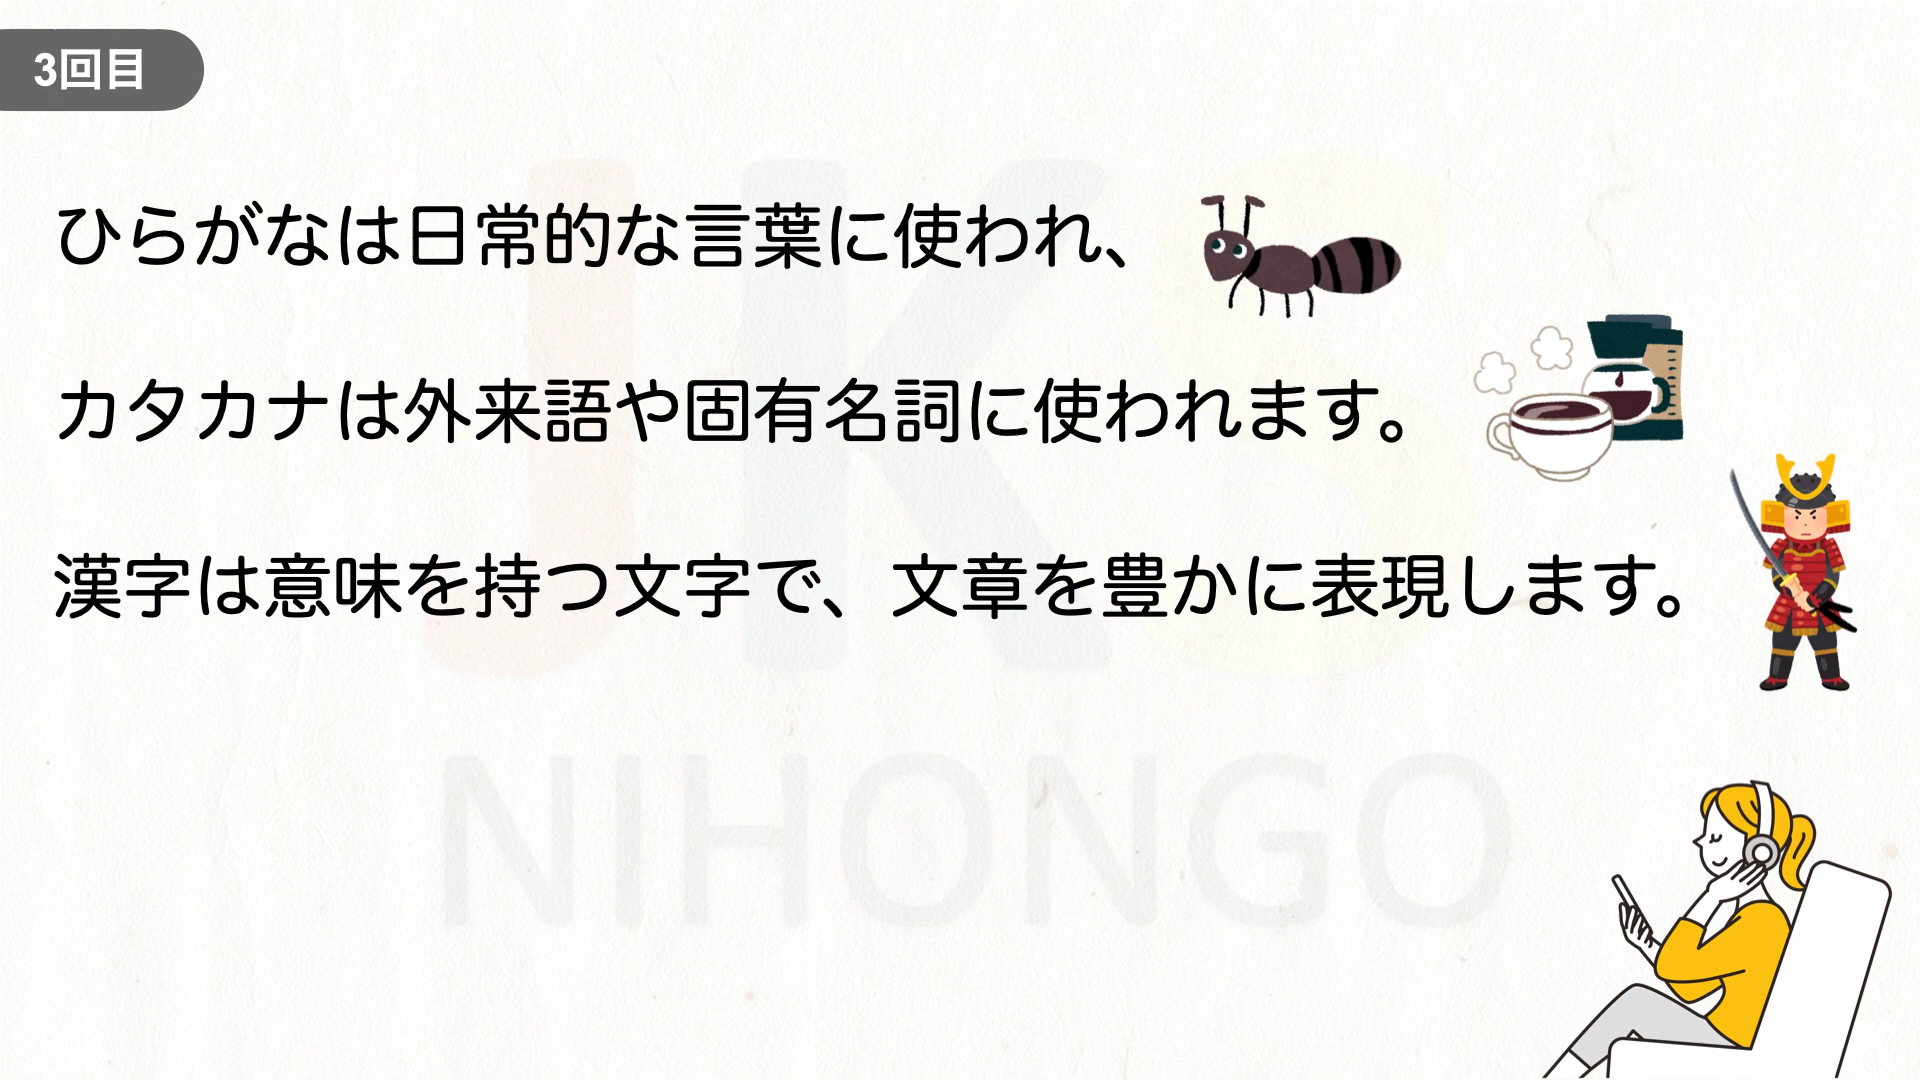 3回目
ひらがなは日常的な言葉に使われ、
カタカナは外来語や固有名詞に使われます。
漢字は意味を持つ文字で、文章を豊かに表現します。
JKS
NIHONGO